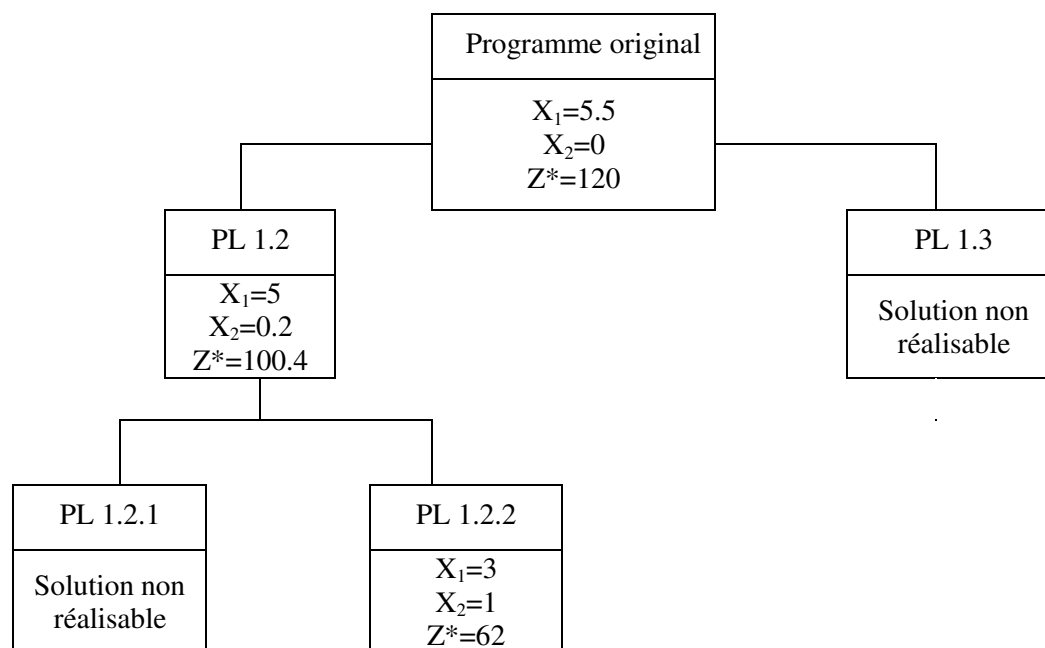 Programme original
X₁=5.5
X₂=0
Z*=120
PL 1.2
X₁=5
X₂=0.2
Z*=100.4
PL 1.3
Solution non
réalisable
PL 1.2.1
Solution non
réalisable
PL 1.2.2
X₁=3
X₂=1
Z*=62